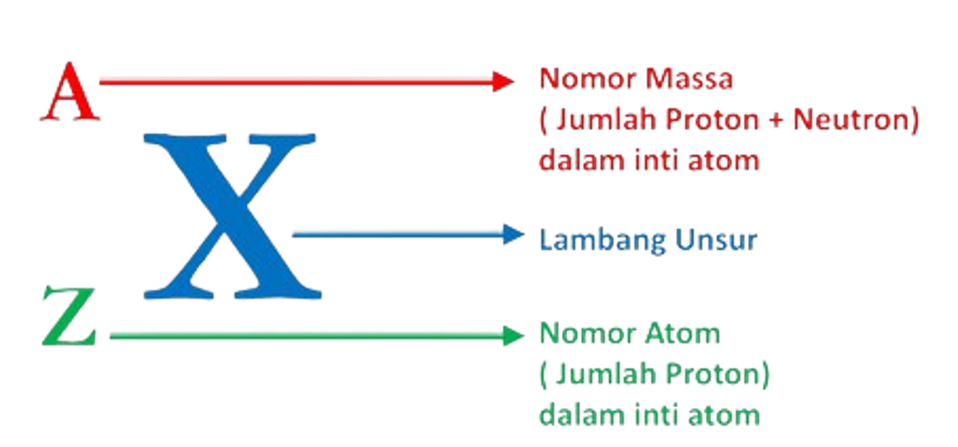 A
Nomor Massa
( Jumlah Proton + Neutron)
dalam inti atom
X
Lambang Unsur
Z
Nomor Atom
( Jumlah Proton)
dalam inti atom